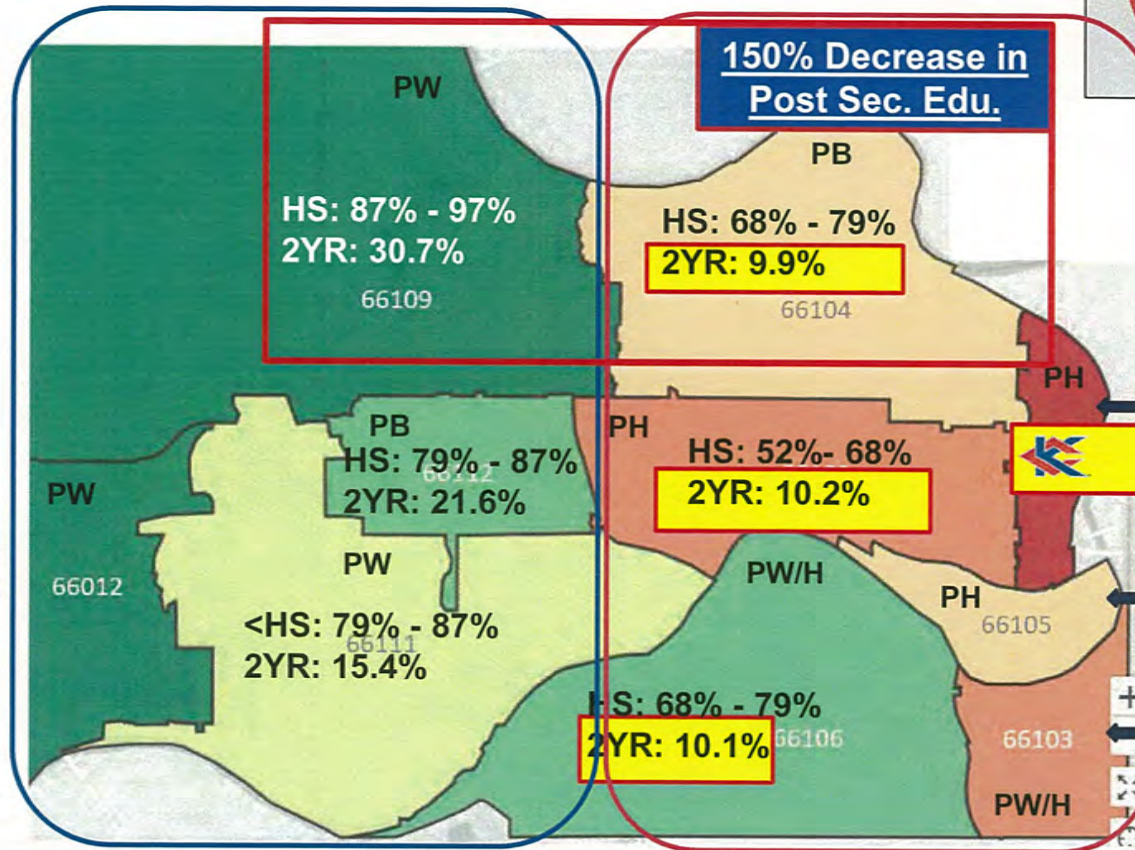 150% Decrease in
Post Sec. Edu.
PW
PB
HS: 87% - 97%
2YR: 30.7%
66109
HS: 68% - 79%
2YR: 9.9%
66104
PH
PB
HS: 79% - 87%
66112
2YR: 21.6%
PH
HS: 52%- 68%
2YR: 10.2%
KC
PW
66012
PW
<HS: 79% - 87%
66111
2YR: 15.4%
PW/H
PH
66105
HS: 68% - 79%
2YR: 10.1%
66106
66103
PW/H
+